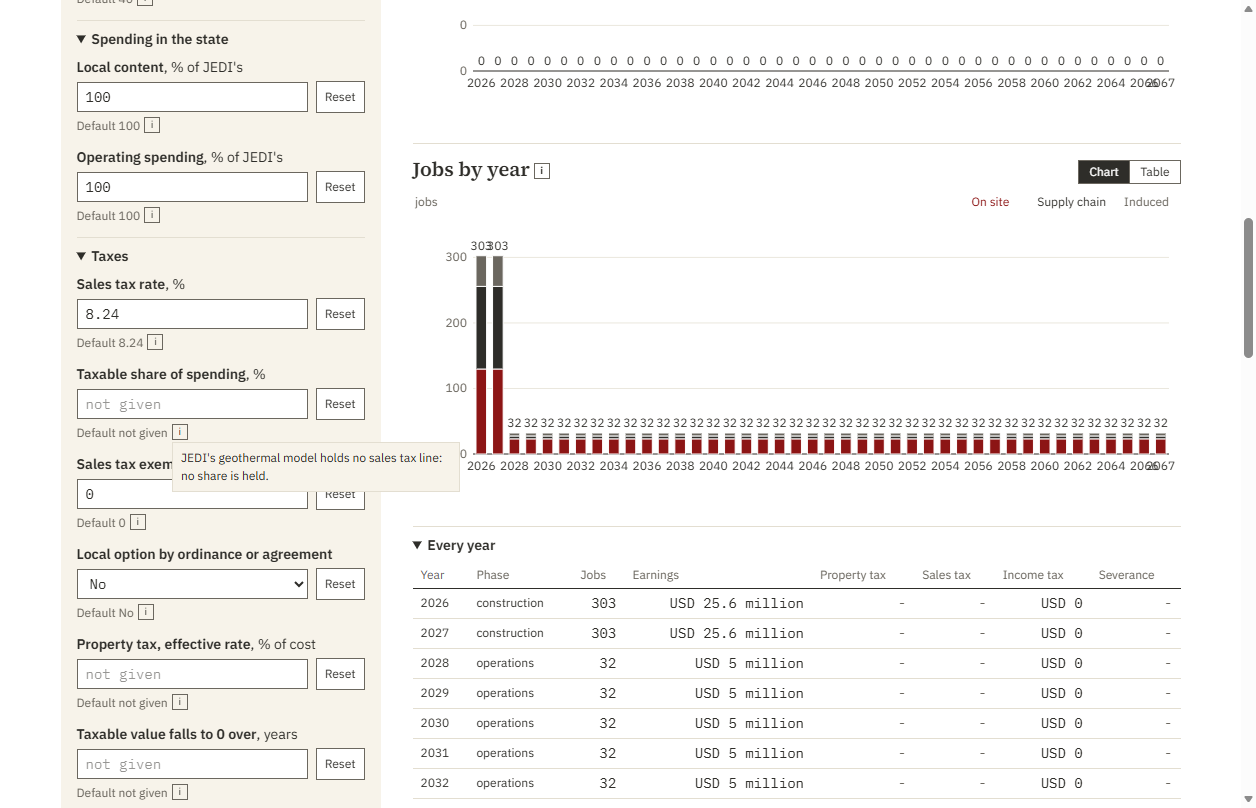 Default 40 i
Spending in the state
Local content, % of JEDI's
100 Reset
Default 100 i
Operating spending, % of JEDI's
100 Reset
Default 100 i
Taxes
Sales tax rate, %
8.24 Reset
Default 8.24 i
Taxable share of spending, %
not given Reset
Default not given i
JEDI's geothermal model holds no sales tax line:
no share is held.
Sales tax exem
0 Reset
Default 0 i
Local option by ordinance or agreement
No Reset
Default No i
Property tax, effective rate, % of cost
not given Reset
Default not given i
Taxable value falls to 0 over, years
not given Reset
Default not given i
0
0 0 0 0 0 0 0 0 0 0 0 0 0 0 0 0 0 0 0 0 0 0 0 0 0 0 0 0 0 0 0 0 0 0 0 0 0 0 0 0 0 0
0
2026 2028 2030 2032 2034 2036 2038 2040 2042 2044 2046 2048 2050 2052 2054 2056 2058 2060 2062 2064 2066 2067
Jobs by year i
Chart Table
jobs
On site Supply chain Induced
303 303
300
200
100
32 32 32 32 32 32 32 32 32 32 32 32 32 32 32 32 32 32 32 32 32 32 32 32 32 32 32 32 32 32 32 32 32 32 32 32 32 32 32 32
0
2026 2028 2030 2032 2034 2036 2038 2040 2042 2044 2046 2048 2050 2052 2054 2056 2058 2060 2062 2064 2066 2067
Every year
Year Phase Jobs Earnings Property tax Sales tax Income tax Severance
2026 construction 303 USD 25.6 million - - USD 0 -
2027 construction 303 USD 25.6 million - - USD 0 -
2028 operations 32 USD 5 million - - USD 0 -
2029 operations 32 USD 5 million - - USD 0 -
2030 operations 32 USD 5 million - - USD 0 -
2031 operations 32 USD 5 million - - USD 0 -
2032 operations 32 USD 5 million - - USD 0 -